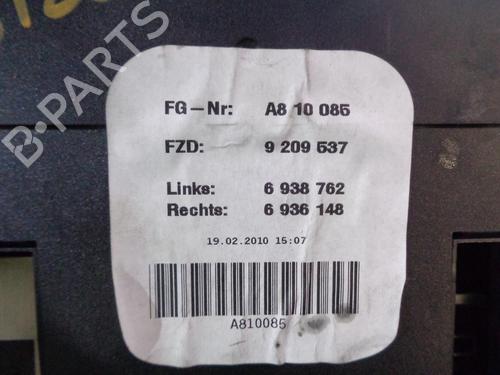 B-PARTS
FG-Nr: A8 10 085
FZD: 9 209 537
Links: 6 938 762
Rechts: 6 936 148
19.02.2010 15:07
A810085